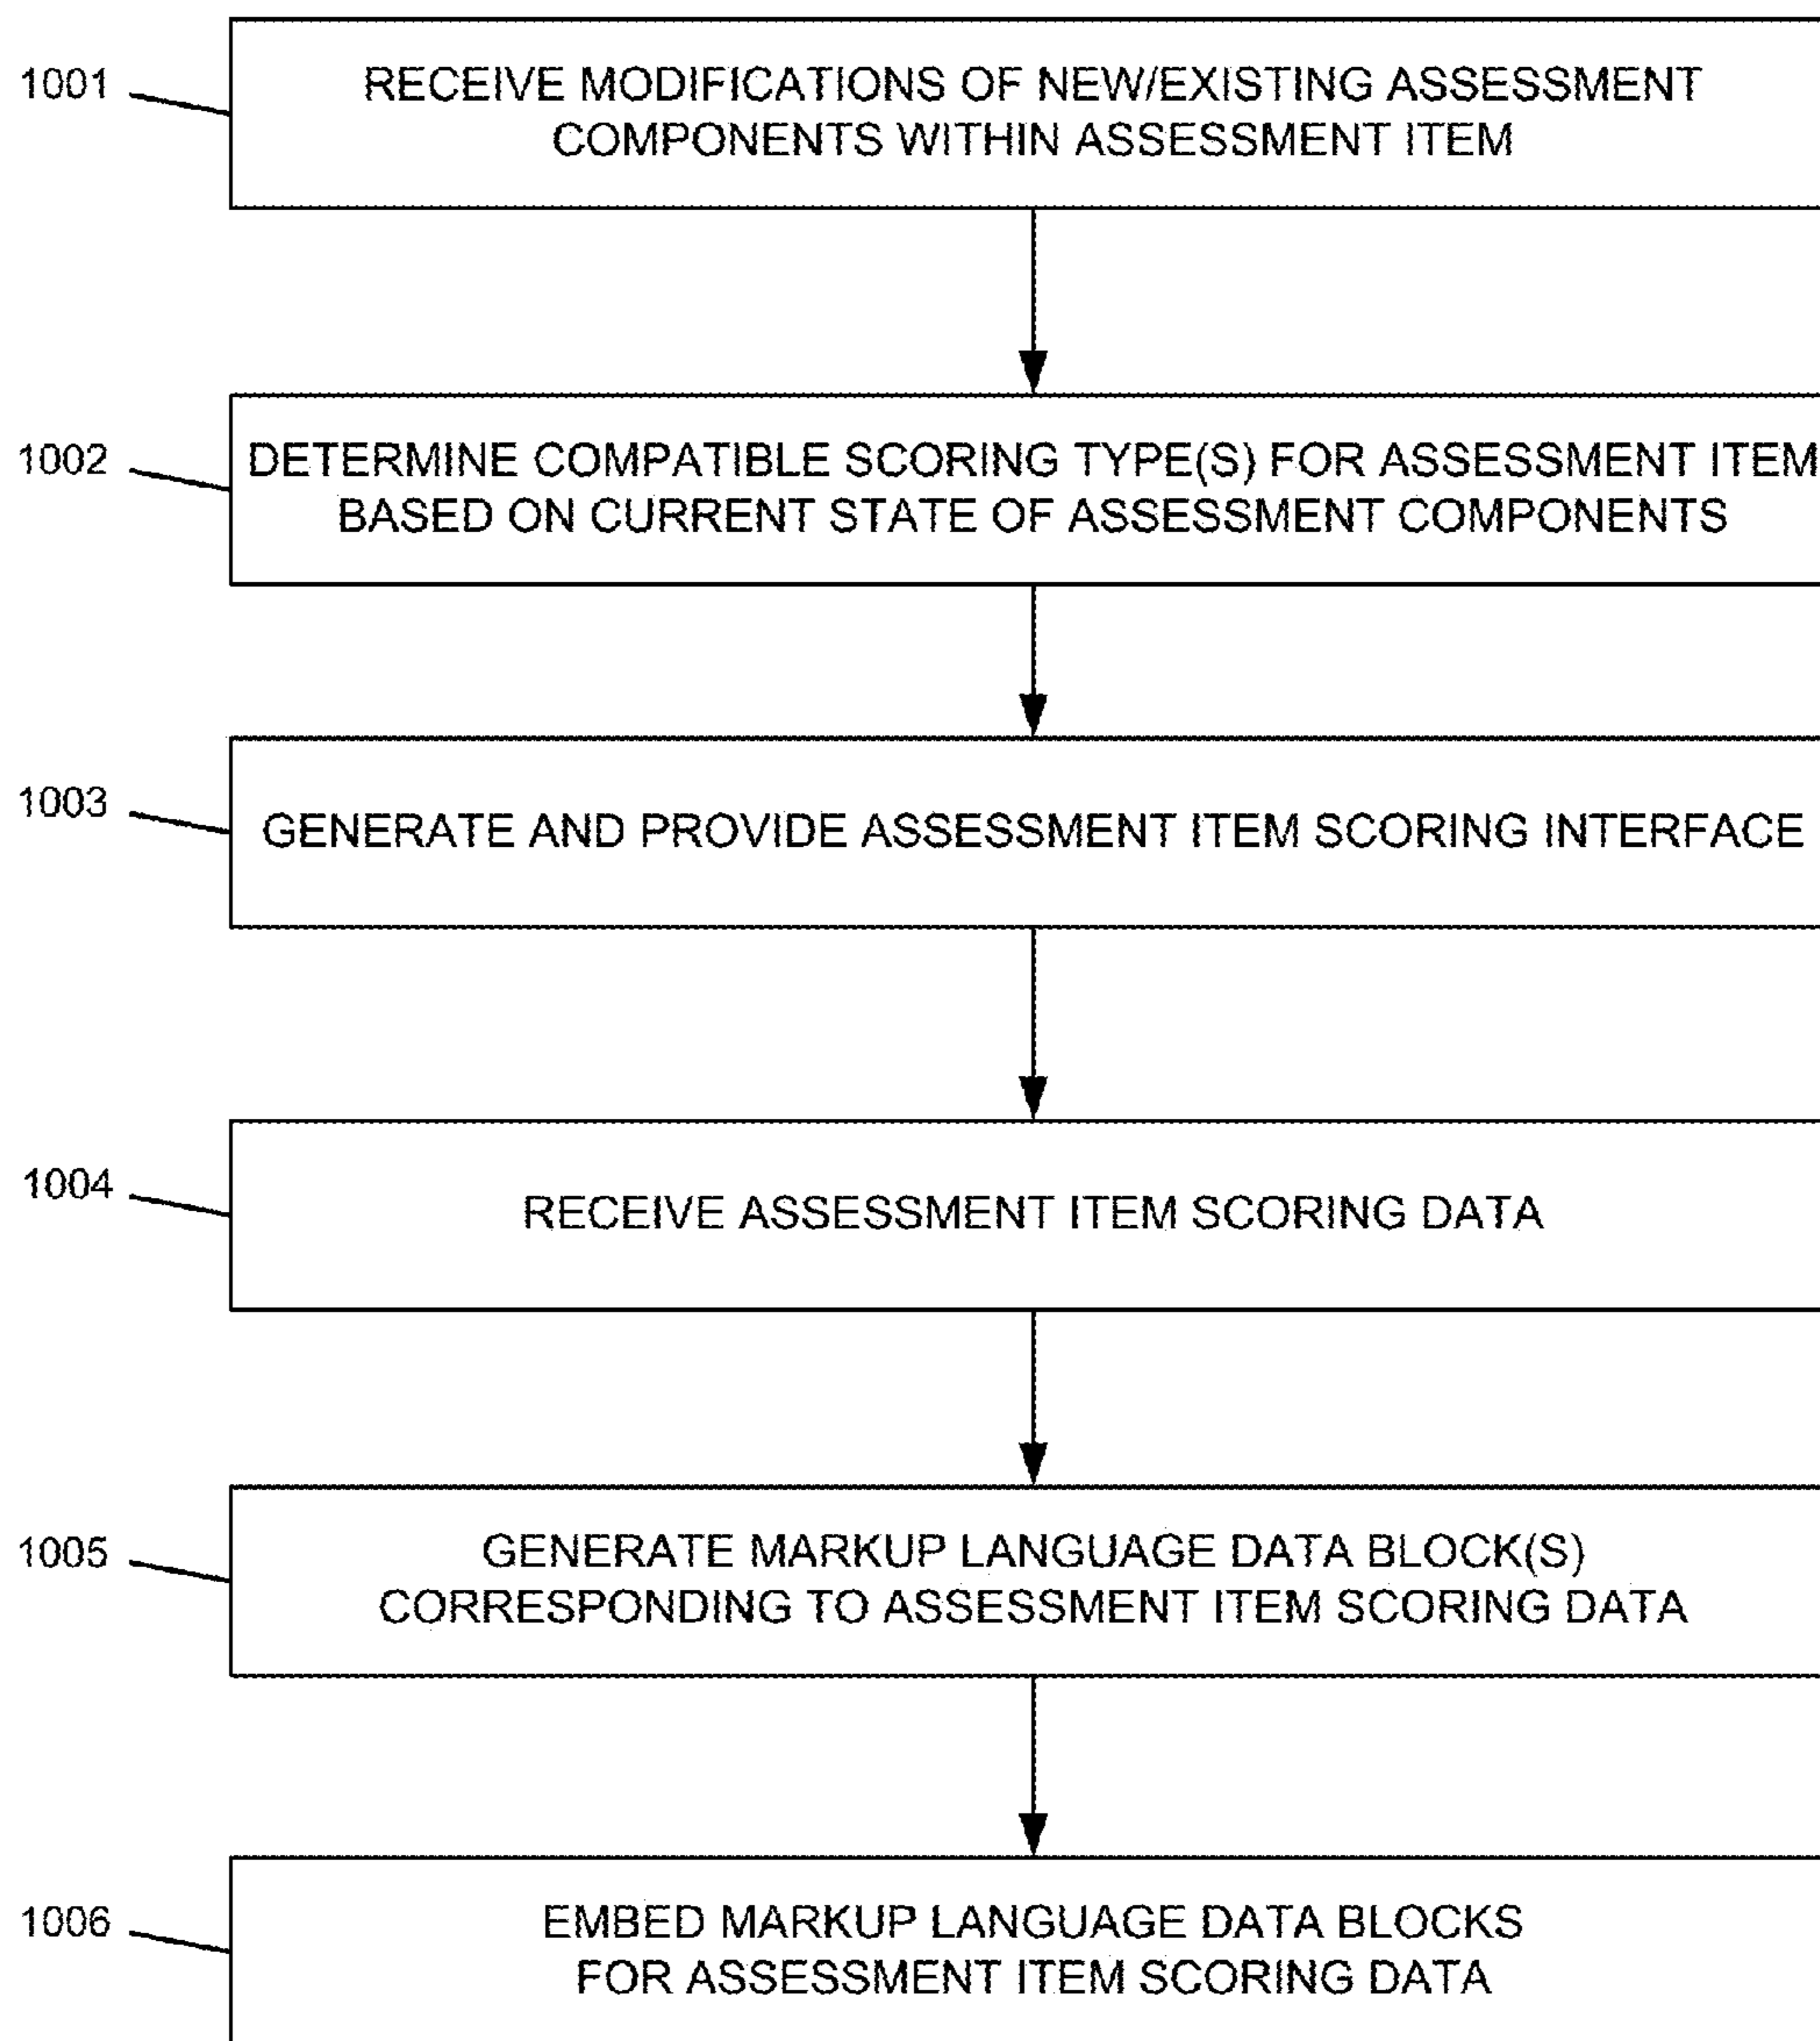 1001
RECEIVE MODIFICATIONS OF NEW/EXISTING ASSESSMENT
COMPONENTS WITHIN ASSESSMENT ITEM
1002
DETERMINE COMPATIBLE SCORING TYPE(S) FOR ASSESSMENT ITEM
BASED ON CURRENT STATE OF ASSESSMENT COMPONENTS
1003
GENERATE AND PROVIDE ASSESSMENT ITEM SCORING INTERFACE
1004
RECEIVE ASSESSMENT ITEM SCORING DATA
1005
GENERATE MARKUP LANGUAGE DATA BLOCK(S)
CORRESPONDING TO ASSESSMENT ITEM SCORING DATA
1006
EMBED MARKUP LANGUAGE DATA BLOCKS
FOR ASSESSMENT ITEM SCORING DATA